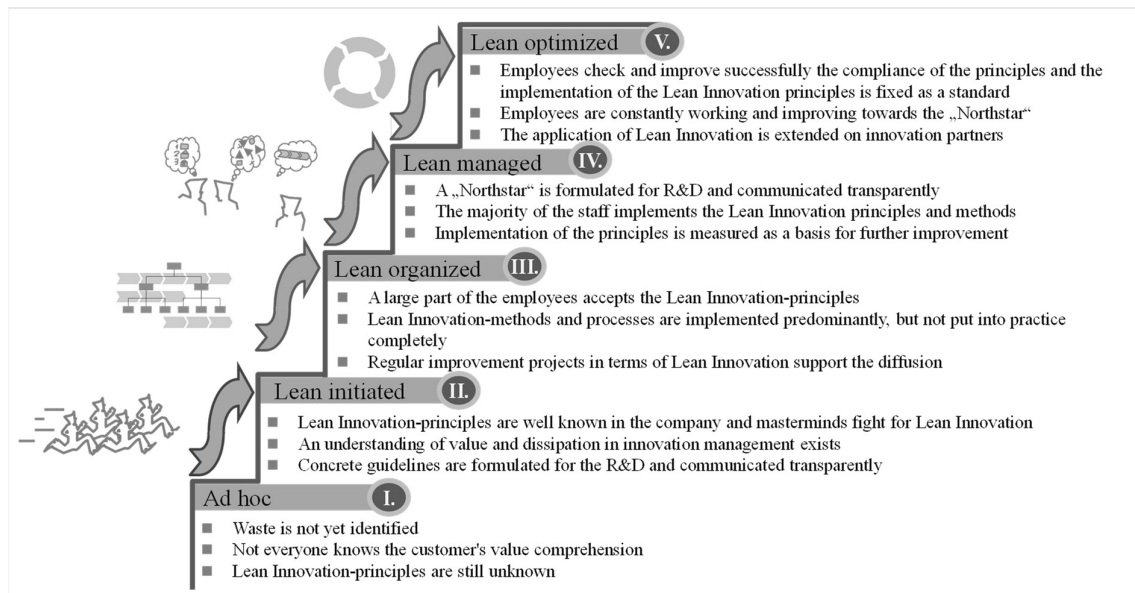 Lean optimized V.
■ Employees check and improve successfully the compliance of the principles and the
implementation of the Lean Innovation principles is fixed as a standard
■ Employees are constantly working and improving towards the „Northstar“
■ The application of Lean Innovation is extended on innovation partners
Lean managed IV.
■ A „Northstar“ is formulated for R&D and communicated transparently
■ The majority of the staff implements the Lean Innovation principles and methods
■ Implementation of the principles is measured as a basis for further improvement
Lean organized III.
■ A large part of the employees accepts the Lean Innovation-principles
■ Lean Innovation-methods and processes are implemented predominantly, but not put into practice
completely
■ Regular improvement projects in terms of Lean Innovation support the diffusion
Lean initiated II.
■ Lean Innovation-principles are well known in the company and masterminds fight for Lean Innovation
■ An understanding of value and dissipation in innovation management exists
■ Concrete guidelines are formulated for the R&D and communicated transparently
Ad hoc I.
■ Waste is not yet identified
■ Not everyone knows the customer's value comprehension
■ Lean Innovation-principles are still unknown